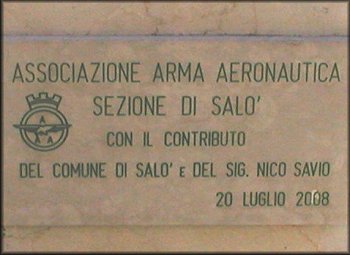 ASSOCIAZIONE ARMA AERONAUTICA
SEZIONE DI SALO'
CON IL CONTRIBUTO
DEL COMUNE DI SALO' E DEL SIG. NICO SAVIO
20 LUGLIO 2008